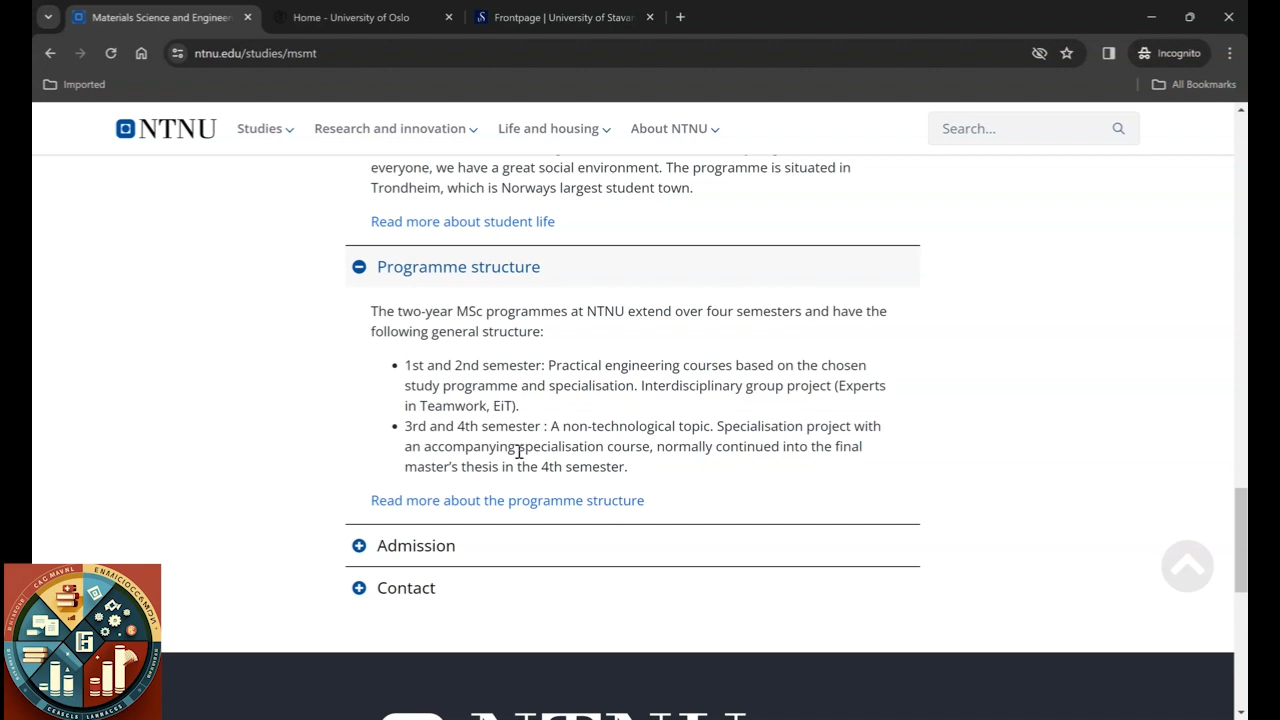 Materials Science and Engineer
Home - University of Oslo
Frontpage | University of Stavan
ntnu.edu/studies/msmt
Incognito
Imported
All Bookmarks
NTNU
Studies
Research and innovation
Life and housing
About NTNU
Search...
everyone, we have a great social environment. The programme is situated in
Trondheim, which is Norways largest student town.
Read more about student life
Programme structure
The two-year MSc programmes at NTNU extend over four semesters and have the
following general structure:
1st and 2nd semester: Practical engineering courses based on the chosen
study programme and specialisation. Interdisciplinary group project (Experts
in Teamwork, EiT).
3rd and 4th semester : A non-technological topic. Specialisation project with
an accompanying specialisation course, normally continued into the final
master's thesis in the 4th semester.
Read more about the programme structure
Admission
Contact